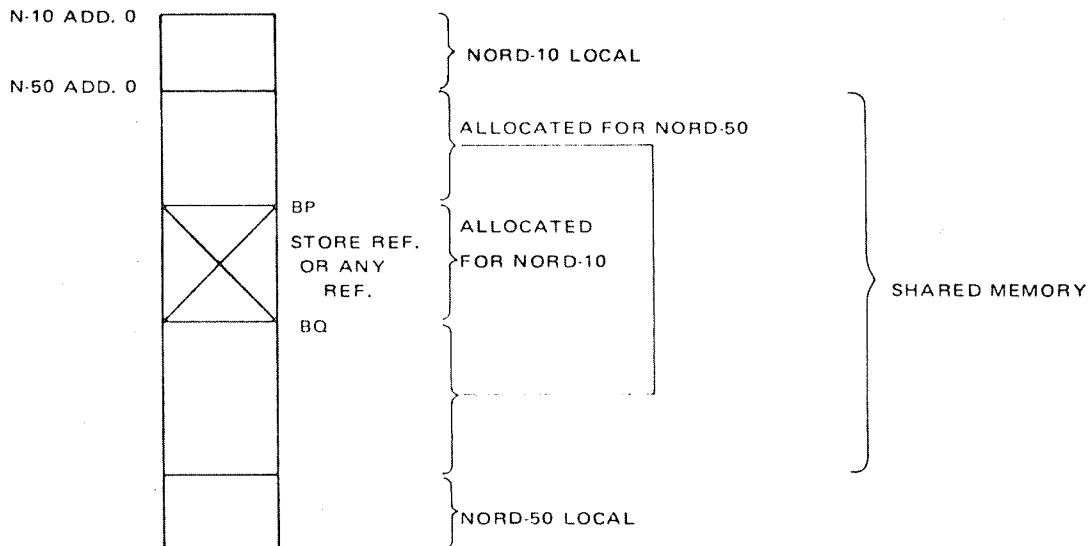 N-10 ADD. 0
NORD-10 LOCAL
N-50 ADD. 0
ALLOCATED FOR NORD-50
BP
STORE REF.
OR ANY
REF.
ALLOCATED
FOR NORD-10
SHARED MEMORY
BQ
NORD-50 LOCAL